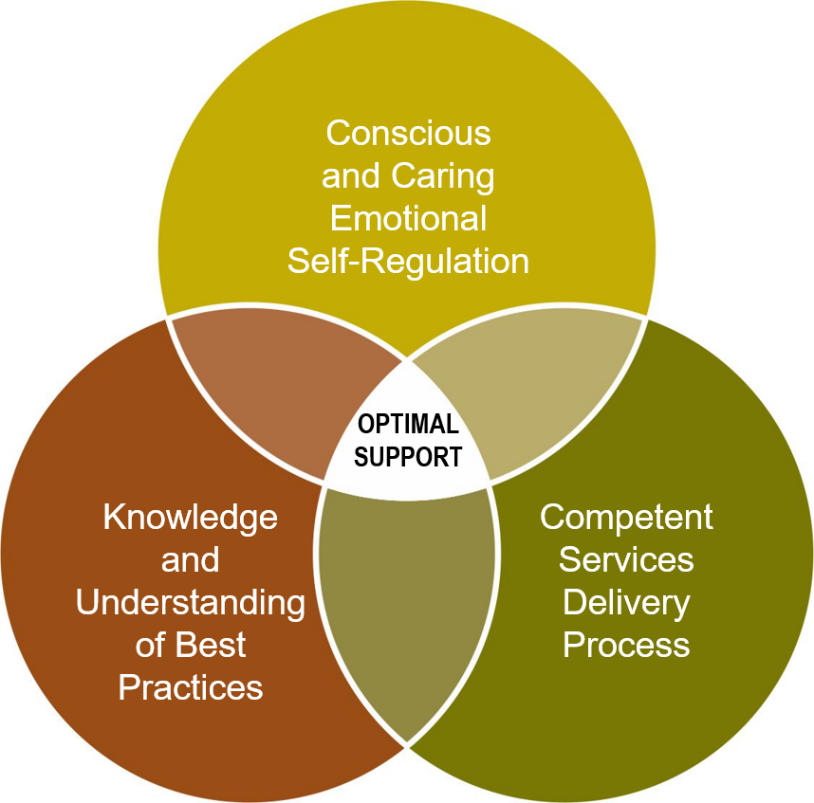 Conscious
and Caring
Emotional
Self-Regulation
OPTIMAL
SUPPORT
Knowledge
and
Understanding
of Best
Practices
Competent
Services
Delivery
Process